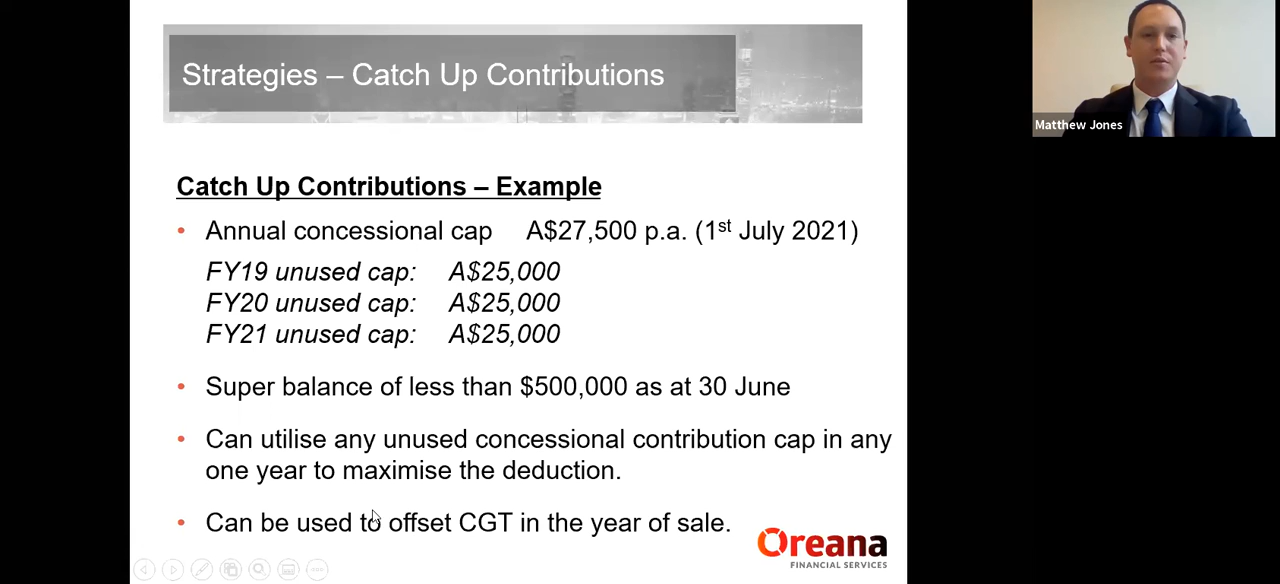 Strategies – Catch Up Contributions
Matthew Jones
Catch Up Contributions – Example
• Annual concessional cap A$27,500 p.a. (1st July 2021)
FY19 unused cap: A$25,000
FY20 unused cap: A$25,000
FY21 unused cap: A$25,000
• Super balance of less than $500,000 as at 30 June
• Can utilise any unused concessional contribution cap in any
one year to maximise the deduction.
• Can be used to offset CGT in the year of sale.
Oreana
FINANCIAL SERVICES